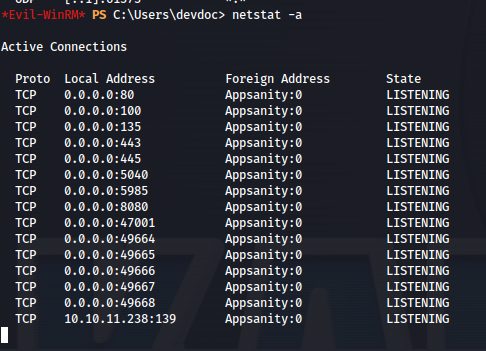 *Evil-WinRM* PS C:\Users\devdoc> netstat -a
Active Connections
Proto Local Address Foreign Address State
TCP 0.0.0.0:80 Appsanity:0 LISTENING
TCP 0.0.0.0:100 Appsanity:0 LISTENING
TCP 0.0.0.0:135 Appsanity:0 LISTENING
TCP 0.0.0.0:443 Appsanity:0 LISTENING
TCP 0.0.0.0:445 Appsanity:0 LISTENING
TCP 0.0.0.0:5040 Appsanity:0 LISTENING
TCP 0.0.0.0:5985 Appsanity:0 LISTENING
TCP 0.0.0.0:8080 Appsanity:0 LISTENING
TCP 0.0.0.0:47001 Appsanity:0 LISTENING
TCP 0.0.0.0:49664 Appsanity:0 LISTENING
TCP 0.0.0.0:49665 Appsanity:0 LISTENING
TCP 0.0.0.0:49666 Appsanity:0 LISTENING
TCP 0.0.0.0:49667 Appsanity:0 LISTENING
TCP 0.0.0.0:49668 Appsanity:0 LISTENING
TCP 10.10.11.238:139 Appsanity:0 LISTENING